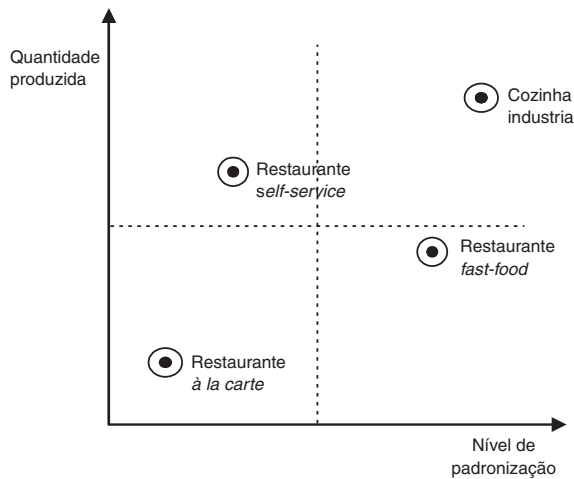 Quantidade
produzida
Cozinha
industria
Restaurante
self-service
Restaurante
fast-food
Restaurante
à la carte
Nível de
padronização